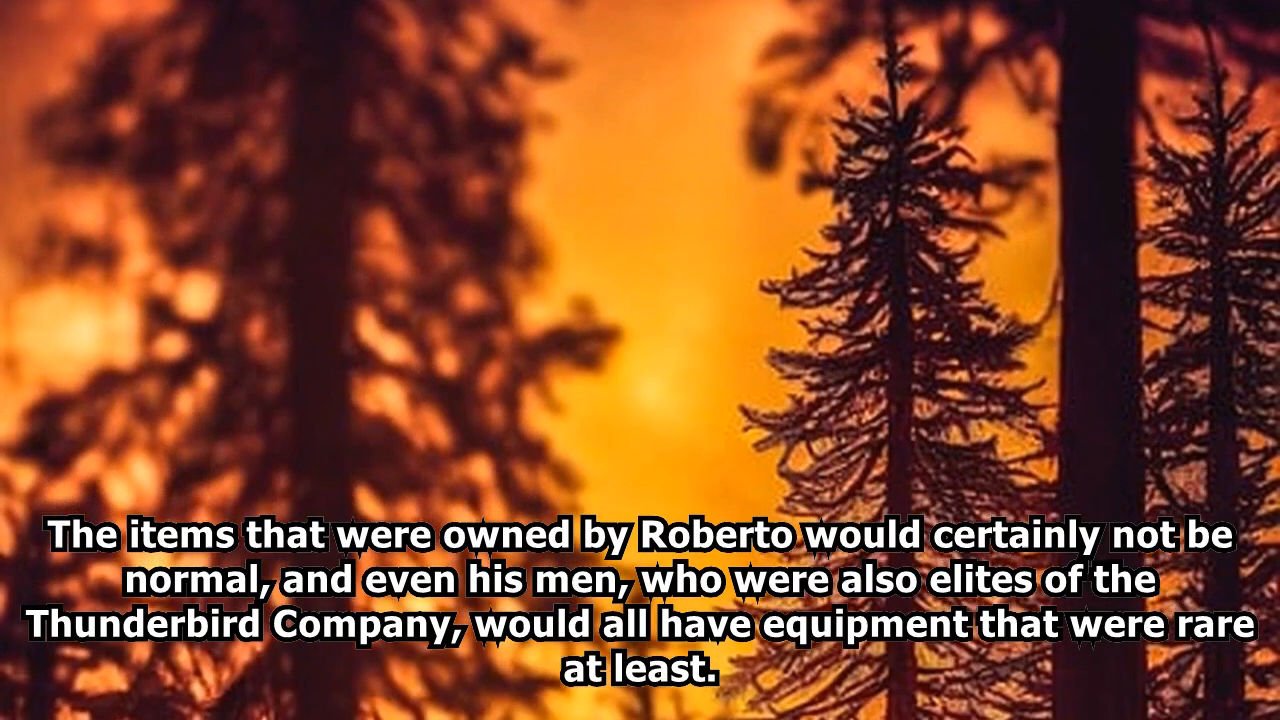 The items that were owned by Roberto would certainly not be
normal, and even his men, who were also elites of the
Thunderbird Company, would all have equipment that were rare
at least.